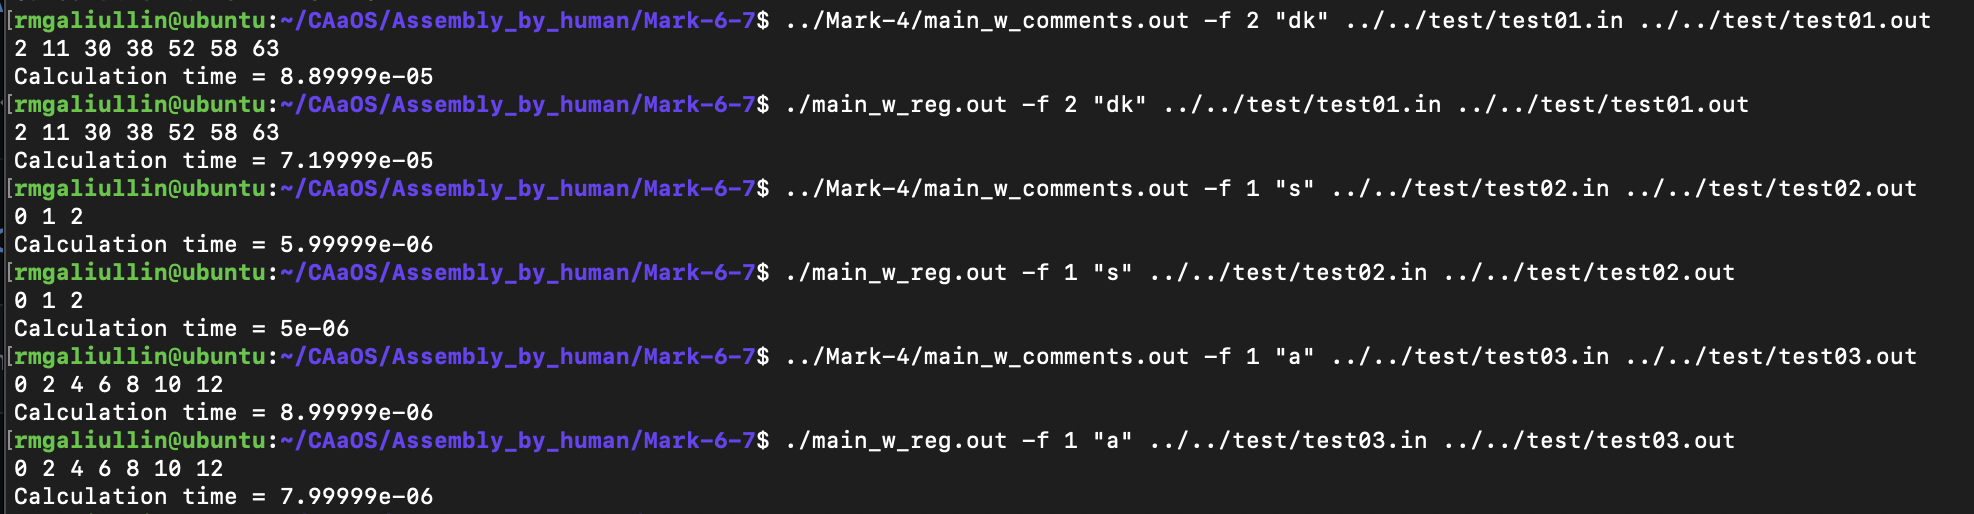 [rmgaliullin@ubuntu:~/CAaOS/Assembly_by_human/Mark-6-7$ ../Mark-4/main_w_comments.out -f 2 "dk" ../../test/test01.in ../../test/test01.out
2 11 30 38 52 58 63
Calculation time = 8.89999e-05
[rmgaliullin@ubuntu:~/CAaOS/Assembly_by_human/Mark-6-7$ ./main_w_reg.out -f 2 "dk" ../../test/test01.in ../../test/test01.out
2 11 30 38 52 58 63
Calculation time = 7.19999e-05
[rmgaliullin@ubuntu:~/CAaOS/Assembly_by_human/Mark-6-7$ ../Mark-4/main_w_comments.out -f 1 "s" ../../test/test02.in ../../test/test02.out
0 1 2
Calculation time = 5.99999e-06
[rmgaliullin@ubuntu:~/CAaOS/Assembly_by_human/Mark-6-7$ ./main_w_reg.out -f 1 "s" ../../test/test02.in ../../test/test02.out
0 1 2
Calculation time = 5e-06
[rmgaliullin@ubuntu:~/CAaOS/Assembly_by_human/Mark-6-7$ ../Mark-4/main_w_comments.out -f 1 "a" ../../test/test03.in ../../test/test03.out
0 2 4 6 8 10 12
Calculation time = 8.99999e-06
[rmgaliullin@ubuntu:~/CAaOS/Assembly_by_human/Mark-6-7$ ./main_w_reg.out -f 1 "a" ../../test/test03.in ../../test/test03.out
0 2 4 6 8 10 12
Calculation time = 7.99999e-06